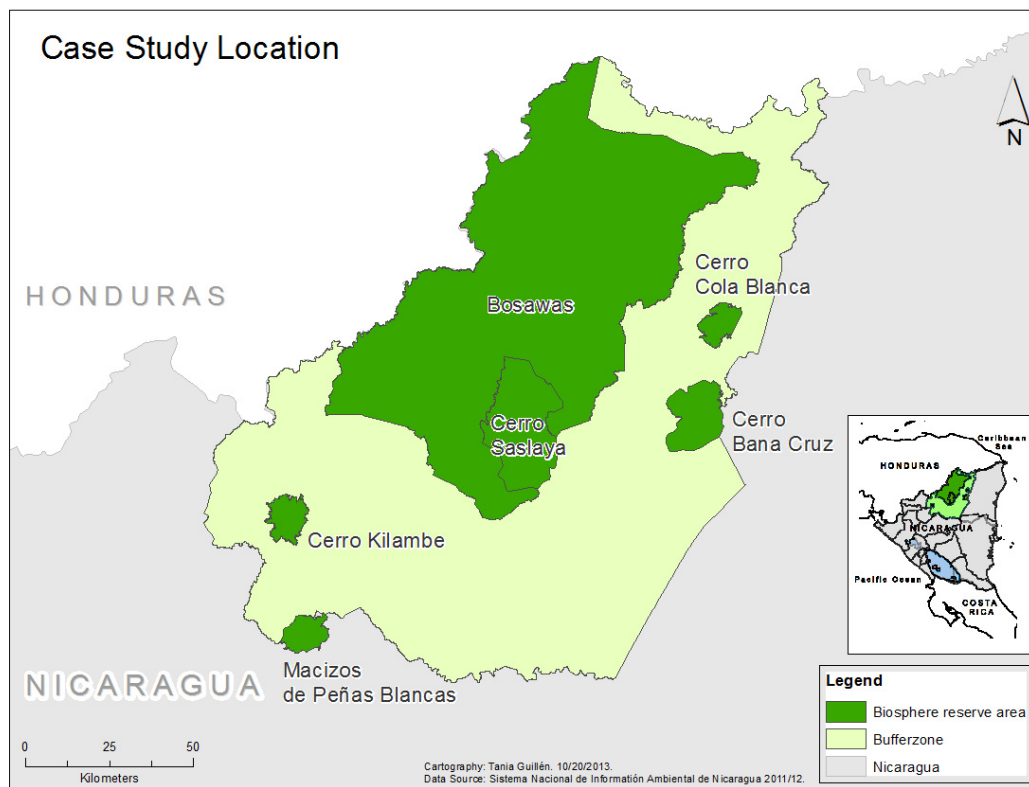 Case Study Location
N
HONDURAS
Bosawas
Cerro
Cola Blanca
Cerro
Saslaya
Cerro
Bana Cruz
Cerro Kilambe
Macizos
de Peñas Blancas
NICARAGUA
0 25 50
Kilometers
Cartography: Tania Guillén. 10/20/2013.
Data Source: Sistema Nacional de Informatión Ambiental de Nicaragua 2011/12.
Caribbean
Sea
HONDURAS
NICARAGUA
Pacific Ocean
COSTA
RICA
Legend
Biosphere reserve area
Bufferzone
Nicaragua